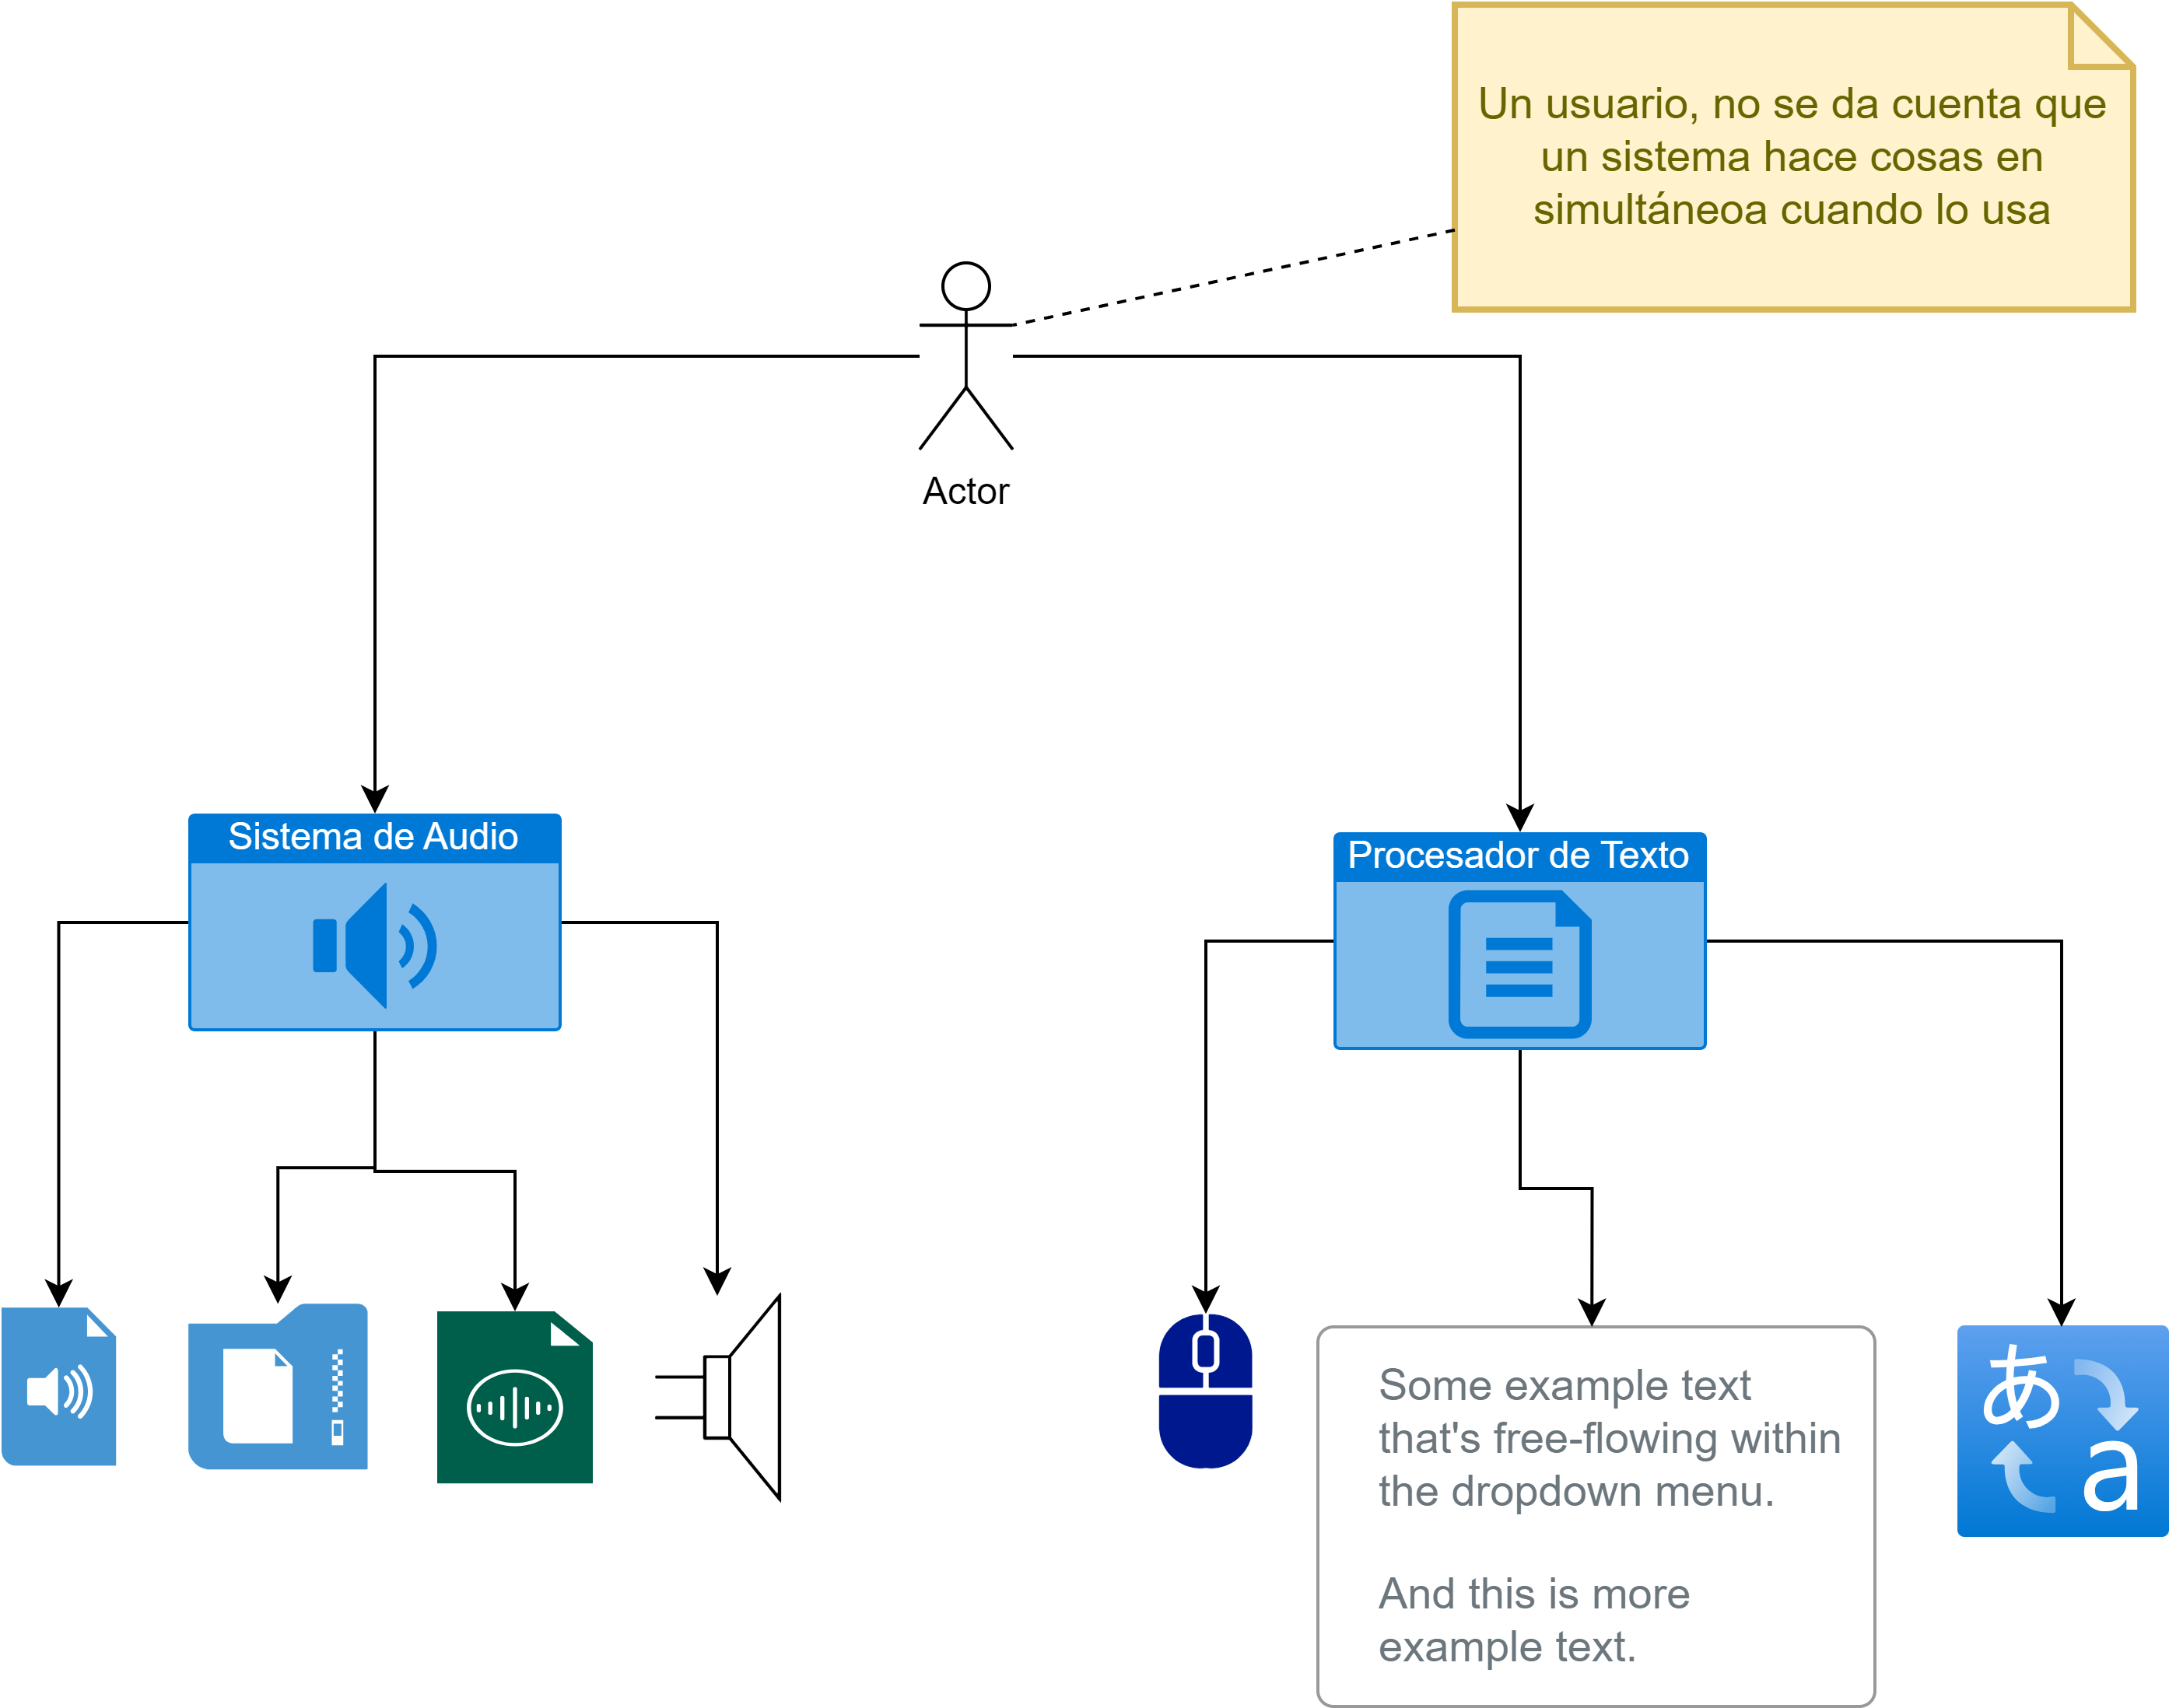 Un usuario, no se da cuenta que
un sistema hace cosas en
simultáneoa cuando lo usa
Actor
Sistema de Audio
Procesador de Texto
Some example text
that's free-flowing within
the dropdown menu.
And this is more
example text.
あ
a